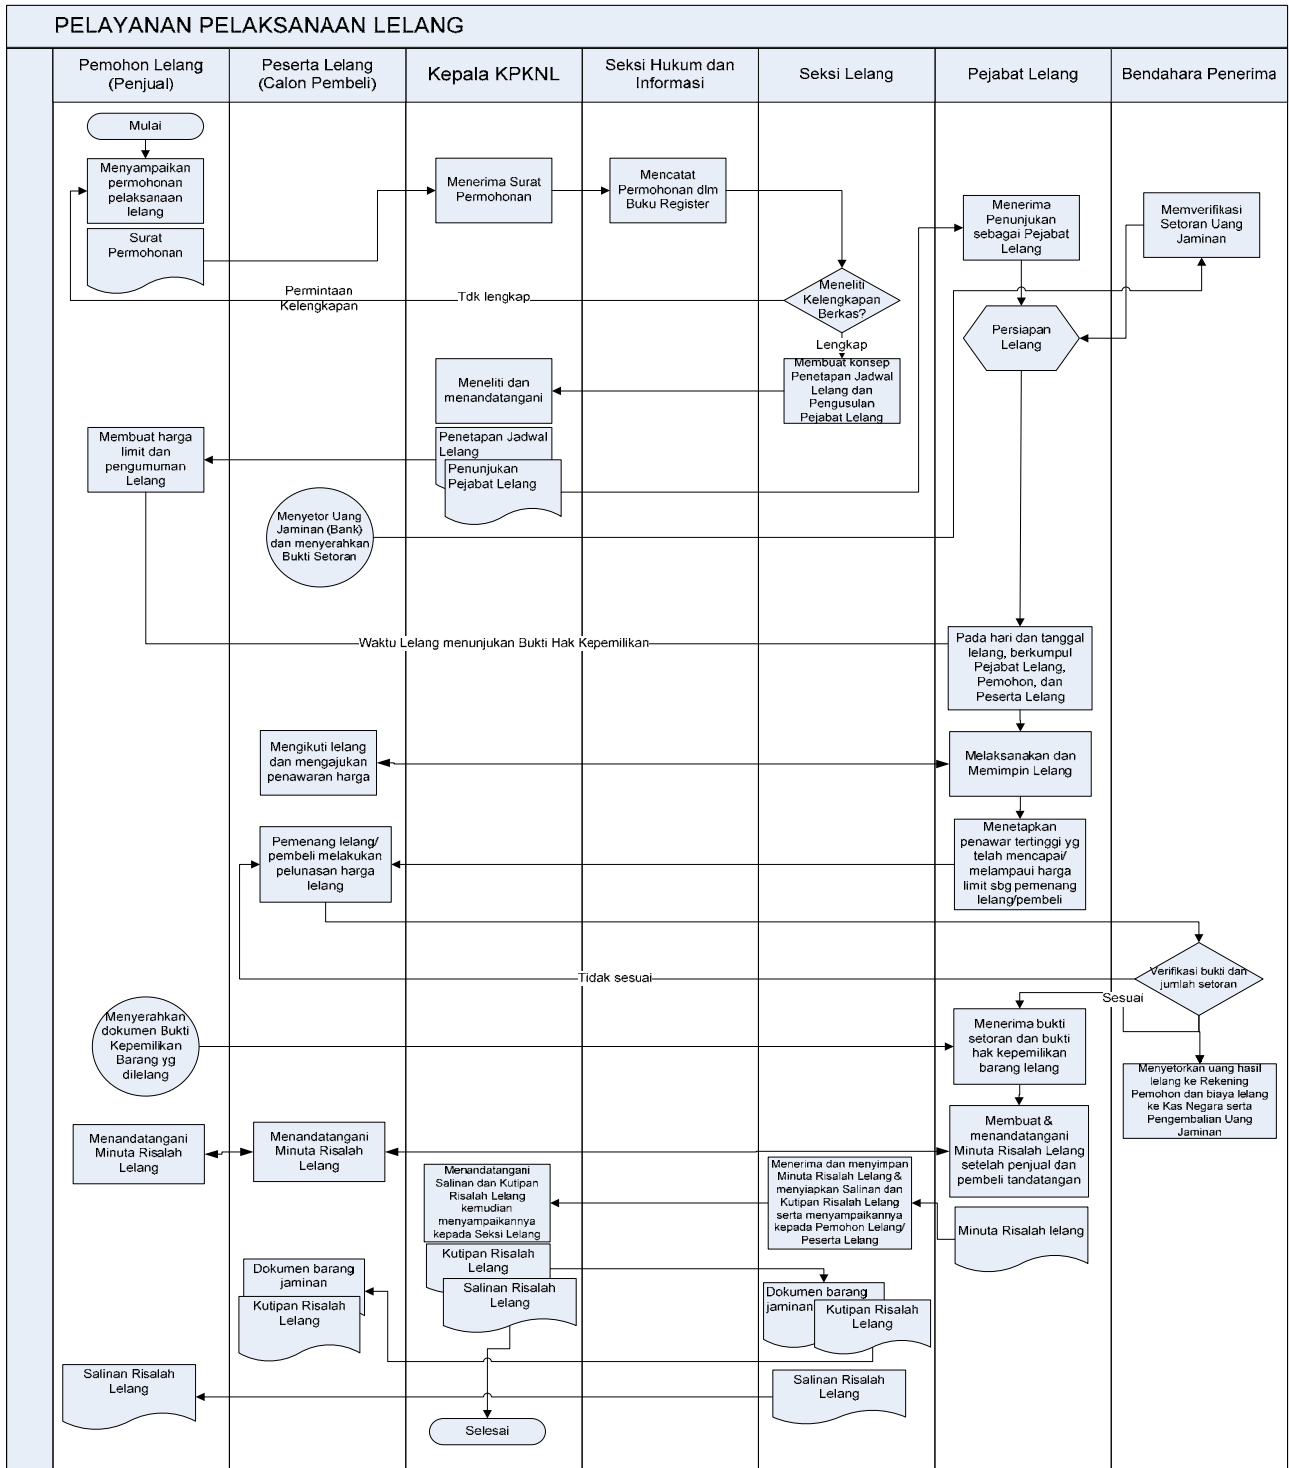 PELAYANAN PELAKSANAAN LELANG
Pemohon Lelang
(Penjual)
Peserta Lelang
(Calon Pembeli)
Kepala KPKNL
Seksi Hukum dan
Informasi
Seksi Lelang
Pejabat Lelang
Bendahara Penerima
Mulai
Menyampaikan
permohonan
pelaksanaan
lelang
Surat
Permohonan
Menerima Surat
Permohonan
Mencatat
Permohonan dlm
Buku Register
Menerima
Penunjukan
sebagai Pejabat
Lelang
Memverifikasi
Setoran Uang
Jaminan
Permintaan
Kelengkapan
Tdk lengkap
Meneliti
Kelengkapan
Berkas?
Lengkap
Persiapan
Lelang
Meneliti dan
menandatangani
Membuat konsep
Penetapan Jadwal
Lelang dan
Pengusulan
Pejabat Lelang
Membuat harga
limit dan
pengumuman
Lelang
Penetapan Jadwal
Lelang
Penunjukan
Pejabat Lelang
Menyetor Uang
Jaminan (Bank)
dan menyerahkan
Bukti Setoran
Waktu Lelang menunjukan Bukti Hak Kepemilikan
Pada hari dan tanggal
lelang, berkumpul
Pejabat Lelang,
Pemohon, dan
Peserta Lelang
Mengikuti lelang
dan mengajukan
penawaran harga
Melaksanakan dan
Memimpin Lelang
Pemenang lelang/
pembeli melakukan
pelunasan harga
lelang
Menetapkan
penawar tertinggi yg
telah mencapai/
melampaui harga
limit sbg pemenang
lelang/pembeli
Tidak sesuai
Verifikasi bukti dan
jumlah setoran
Sesuai
Menyerahkan
dokumen Bukti
Kepemilikan
Barang yg
dilelang
Menerima bukti
setoran dan bukti
hak kepemilikan
barang lelang
Menyetorkan uang hasil
lelang ke Rekening
Pemohon dan biaya lelang
ke Kas Negara serta
Pengembalian Uang
Jaminan
Menandatangani
Minuta Risalah
Lelang
Menandatangani
Minuta Risalah
Lelang
Membuat &
menandatangani
Minuta Risalah Lelang
setelah penjual dan
pembeli tandatangan
Menandatangani
Salinan dan Kutipan
Risalah Lelang
kemudian
menyampaikannya
kepada Seksi Lelang
Menerima dan menyimpan
Minuta Risalah Lelang &
menyiapkan Salinan dan
Kutipan Risalah Lelang
serta menyampaikannya
kepada Pemohon Lelang/
Peserta Lelang
Minuta Risalah lelang
Kutipan Risalah
Lelang
Salinan Risalah
Lelang
Dokumen barang
jaminan
Kutipan Risalah
Lelang
Dokumen barang
jaminan
Kutipan Risalah
Lelang
Salinan Risalah
Lelang
Salinan Risalah
Lelang
Selesai